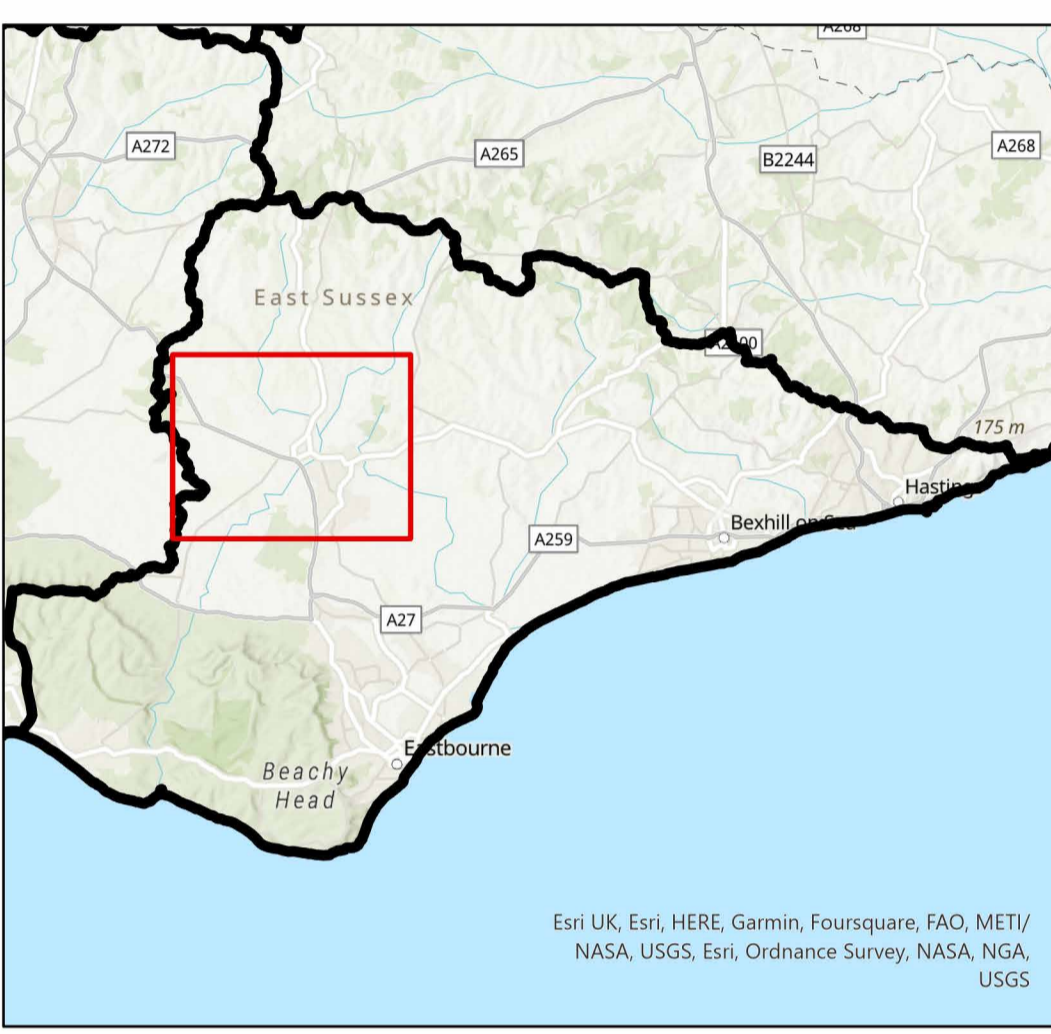 A268
A272
A265
B2244
A268
East Sussex
175 m
Bexhill on Sea
A259
A27
Eastbourne
Beachy
Head
Esri UK, Esri, HERE, Garmin, Foursquare, FAO, METI/
NASA, USGS, Esri, Ordnance Survey, NASA, NGA,
USGS